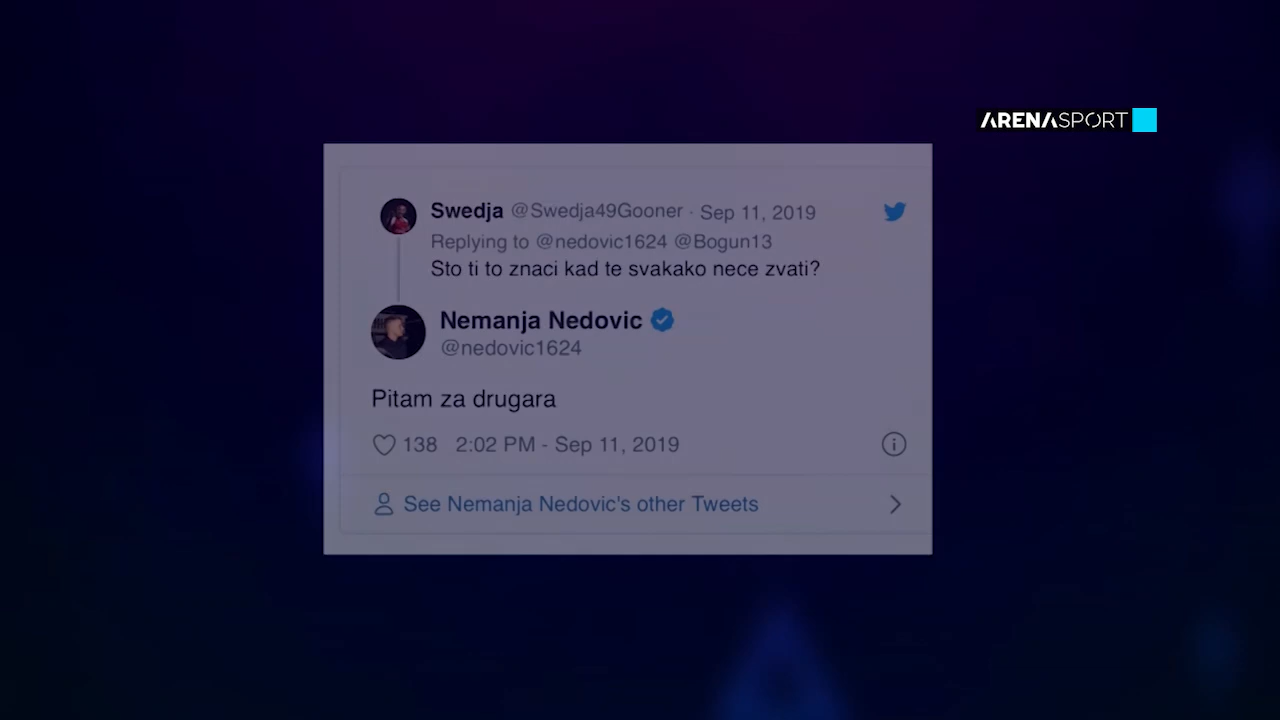 ARENASPORT
Swedja @Swedja49Gooner · Sep 11, 2019
Replying to @nedovic1624 @Bogun13
Sto ti to znaci kad te svakako nece zvati?
Nemanja Nedovic
@nedovic1624
Pitam za drugara
138 2:02 PM - Sep 11, 2019
See Nemanja Nedovic's other Tweets